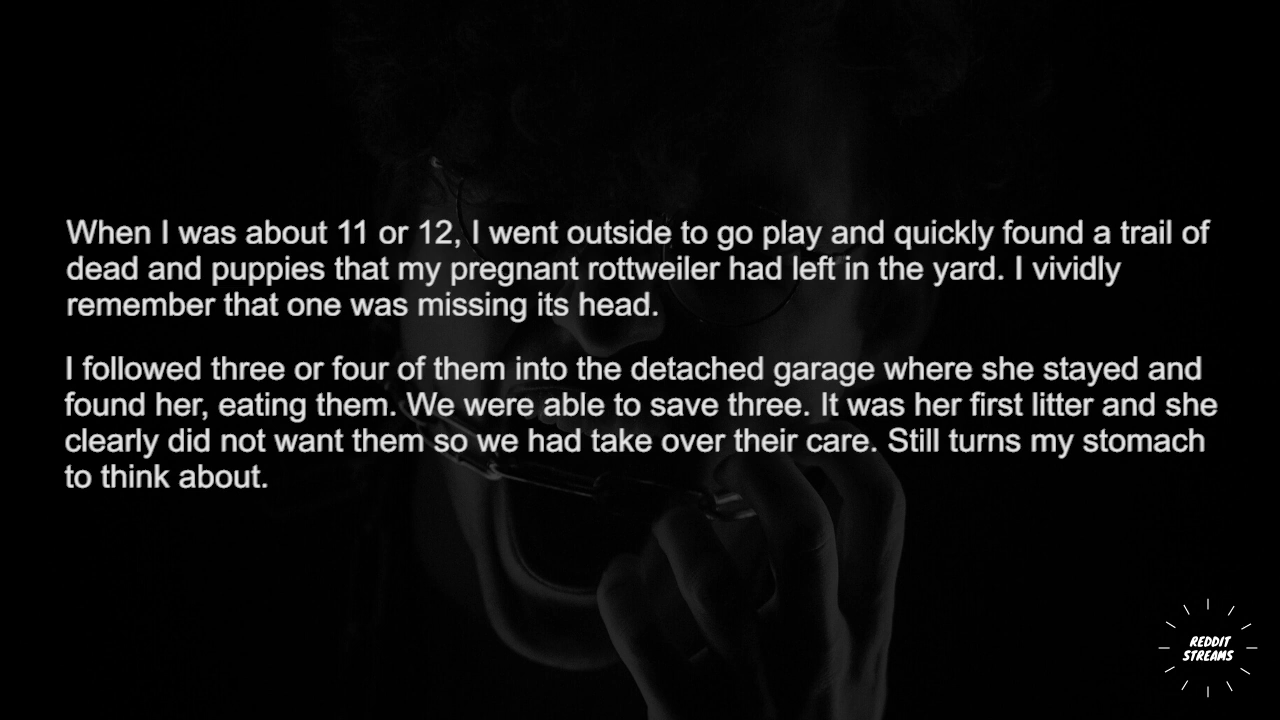 When I was about 11 or 12, I went outside to go play and quickly found a trail of
dead and puppies that my pregnant rottweiler had left in the yard. I vividly
remember that one was missing its head.
I followed three or four of them into the detached garage where she stayed and
found her, eating them. We were able to save three. It was her first litter and she
clearly did not want them so we had take over their care. Still turns my stomach
to think about.
REDDIT
STREAMS